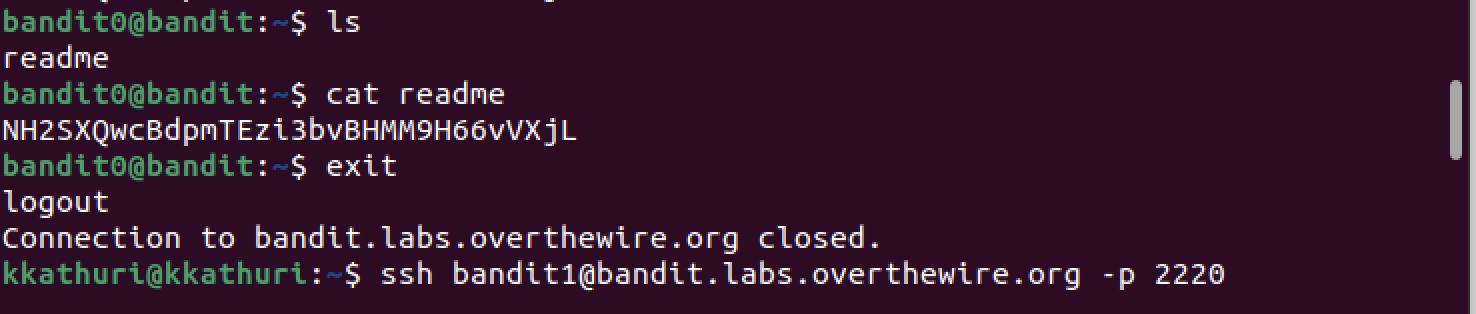 bandit0@bandit:~$ ls
readme
bandit0@bandit:~$ cat readme
NH2SXQwcBdpmTEzi3bvBHMM9H66vVXjL
bandit0@bandit:~$ exit
logout
Connection to bandit.labs.overthewire.org closed.
kkathuri@kkathuri:~$ ssh bandit1@bandit.labs.overthewire.org -p 2220